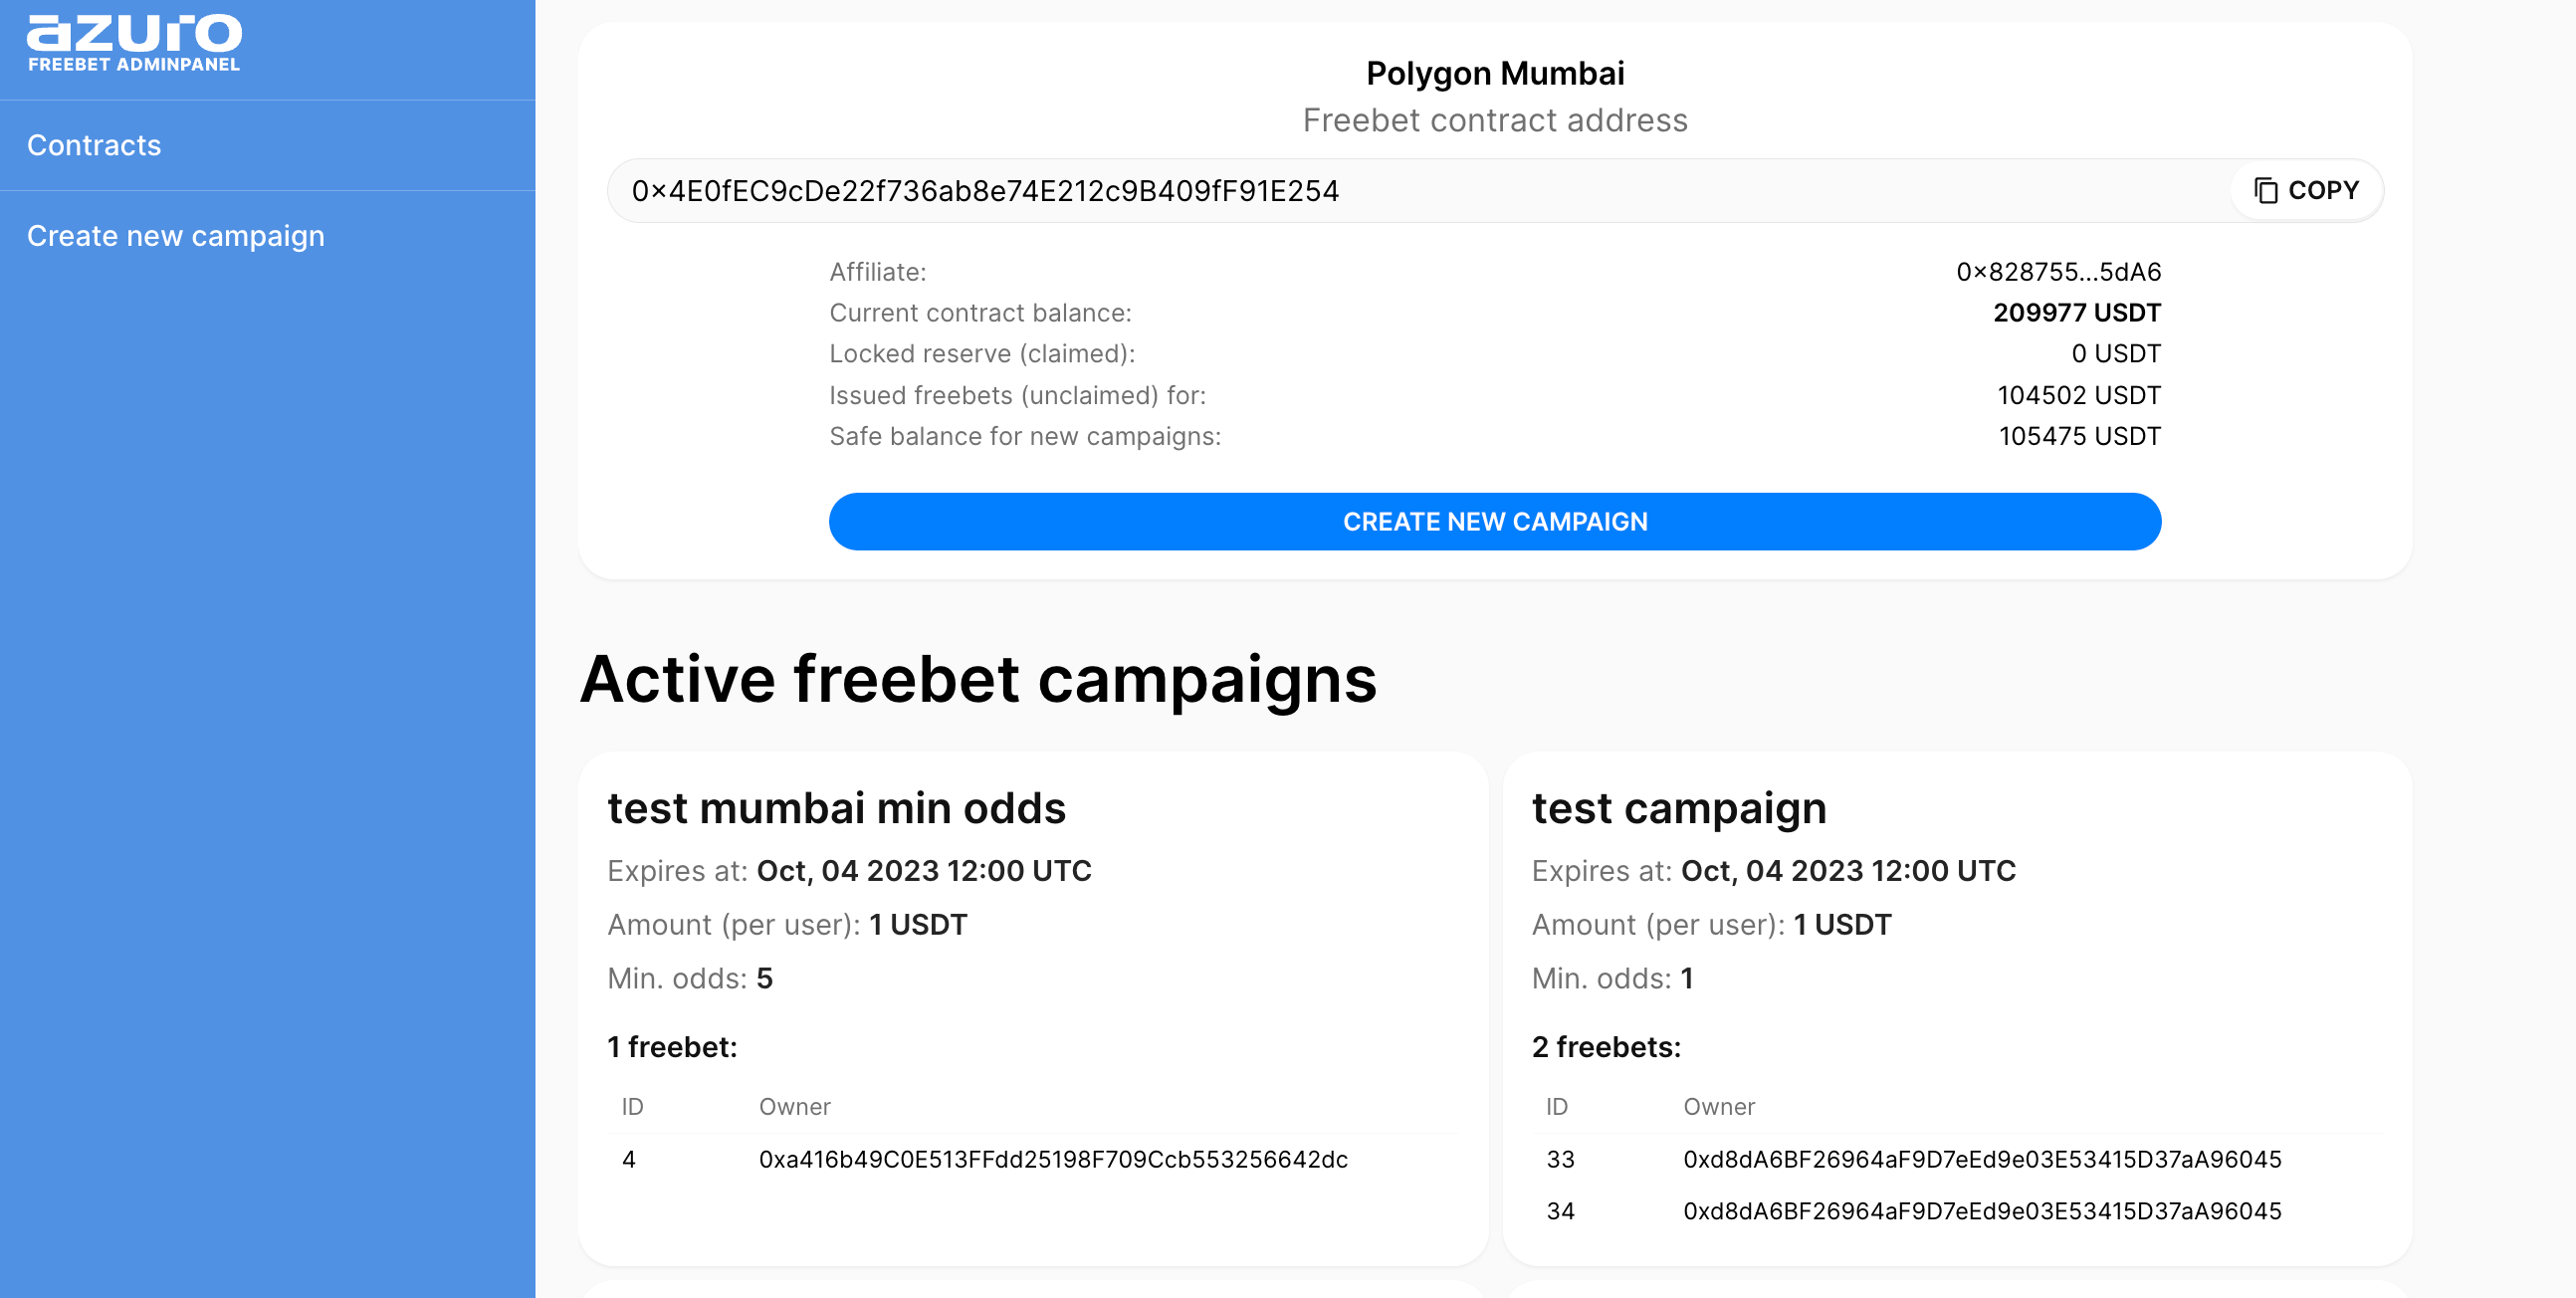 azuro
FREEBET ADMINPANEL
Contracts
Create new campaign
Polygon Mumbai
Freebet contract address
0×4E0fEC9cDe22f736ab8e74E212c9B409fF91E254
COPY
Affiliate: 0×828755...5dA6
Current contract balance: 209977 USDT
Locked reserve (claimed): 0 USDT
Issued freebets (unclaimed) for: 104502 USDT
Safe balance for new campaigns: 105475 USDT
CREATE NEW CAMPAIGN
Active freebet campaigns
test mumbai min odds
Expires at: Oct, 04 2023 12:00 UTC
Amount (per user): 1 USDT
Min. odds: 5
1 freebet:
ID Owner
4 0xa416b49C0E513FFdd25198F709Ccb553256642dc
test campaign
Expires at: Oct, 04 2023 12:00 UTC
Amount (per user): 1 USDT
Min. odds: 1
2 freebets:
ID Owner
33 0xd8dA6BF26964aF9D7eEd9e03E53415D37aA96045
34 0xd8dA6BF26964aF9D7eEd9e03E53415D37aA96045